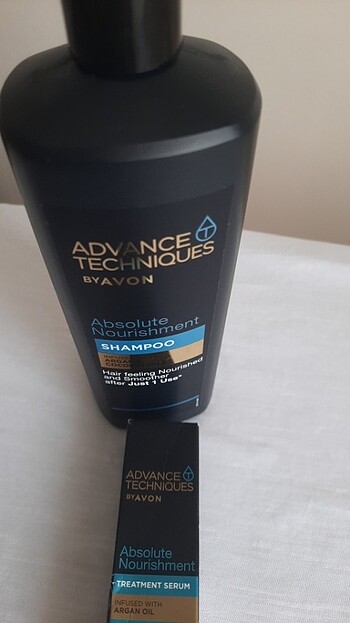 ADVANCE
TECHNIQUES
BY AVON
Absolute
Nourishment
SHAMPOO
Hair feeling Nourished
and Smoother
after Just 1 Use*
ADVANCE
TECHNIQUES
BY AVON
Absolute
Nourishment
TREATMENT SERUM
INFUSED WITH
ARGAN OIL